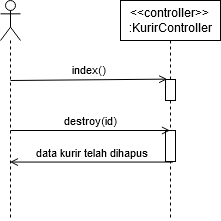 <<controller>>
:KurirController
index()
destroy(id)
data kurir telah dihapus